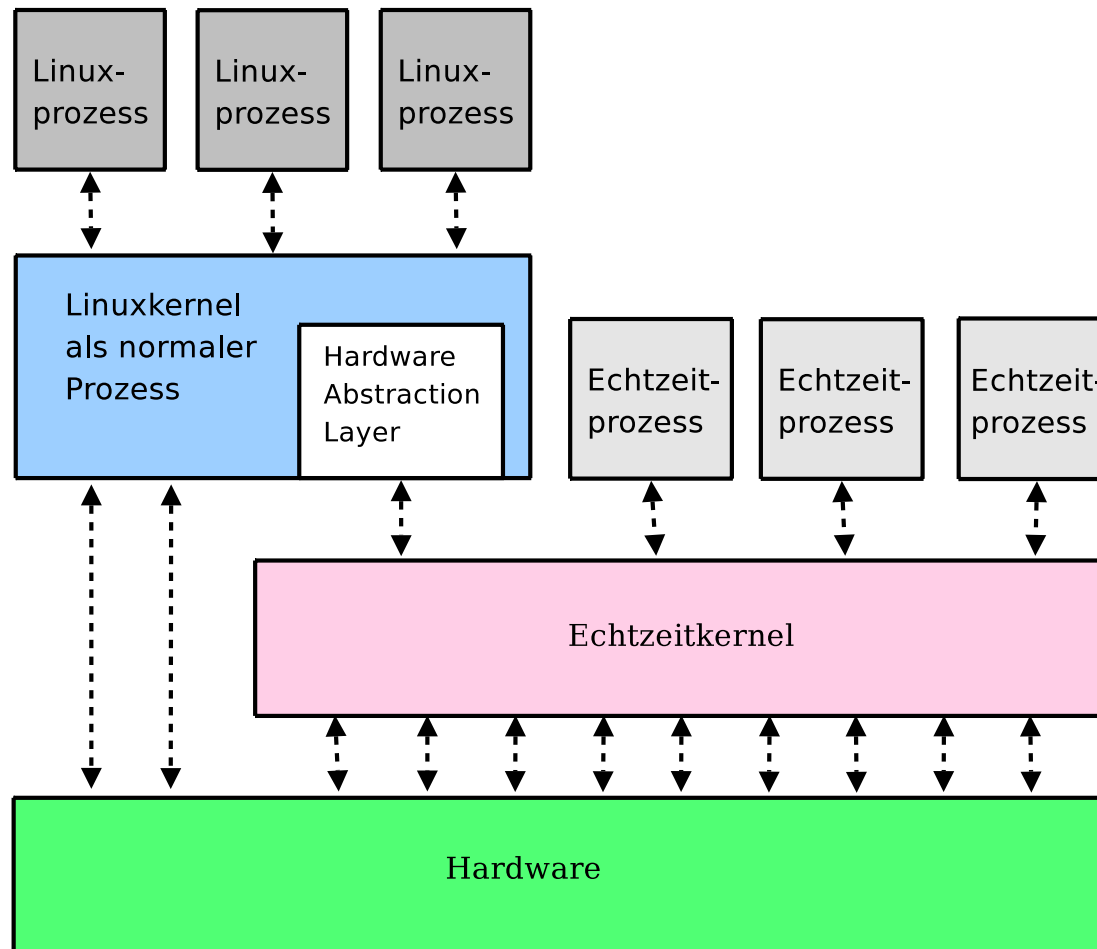 Linux-
prozess
Linux-
prozess
Linux-
prozess
Linuxkernel
als normaler
Prozess
Hardware
Abstraction
Layer
Echtzeit-
prozess
Echtzeit-
prozess
Echtzeit-
prozess
Echtzeitkernel
Hardware